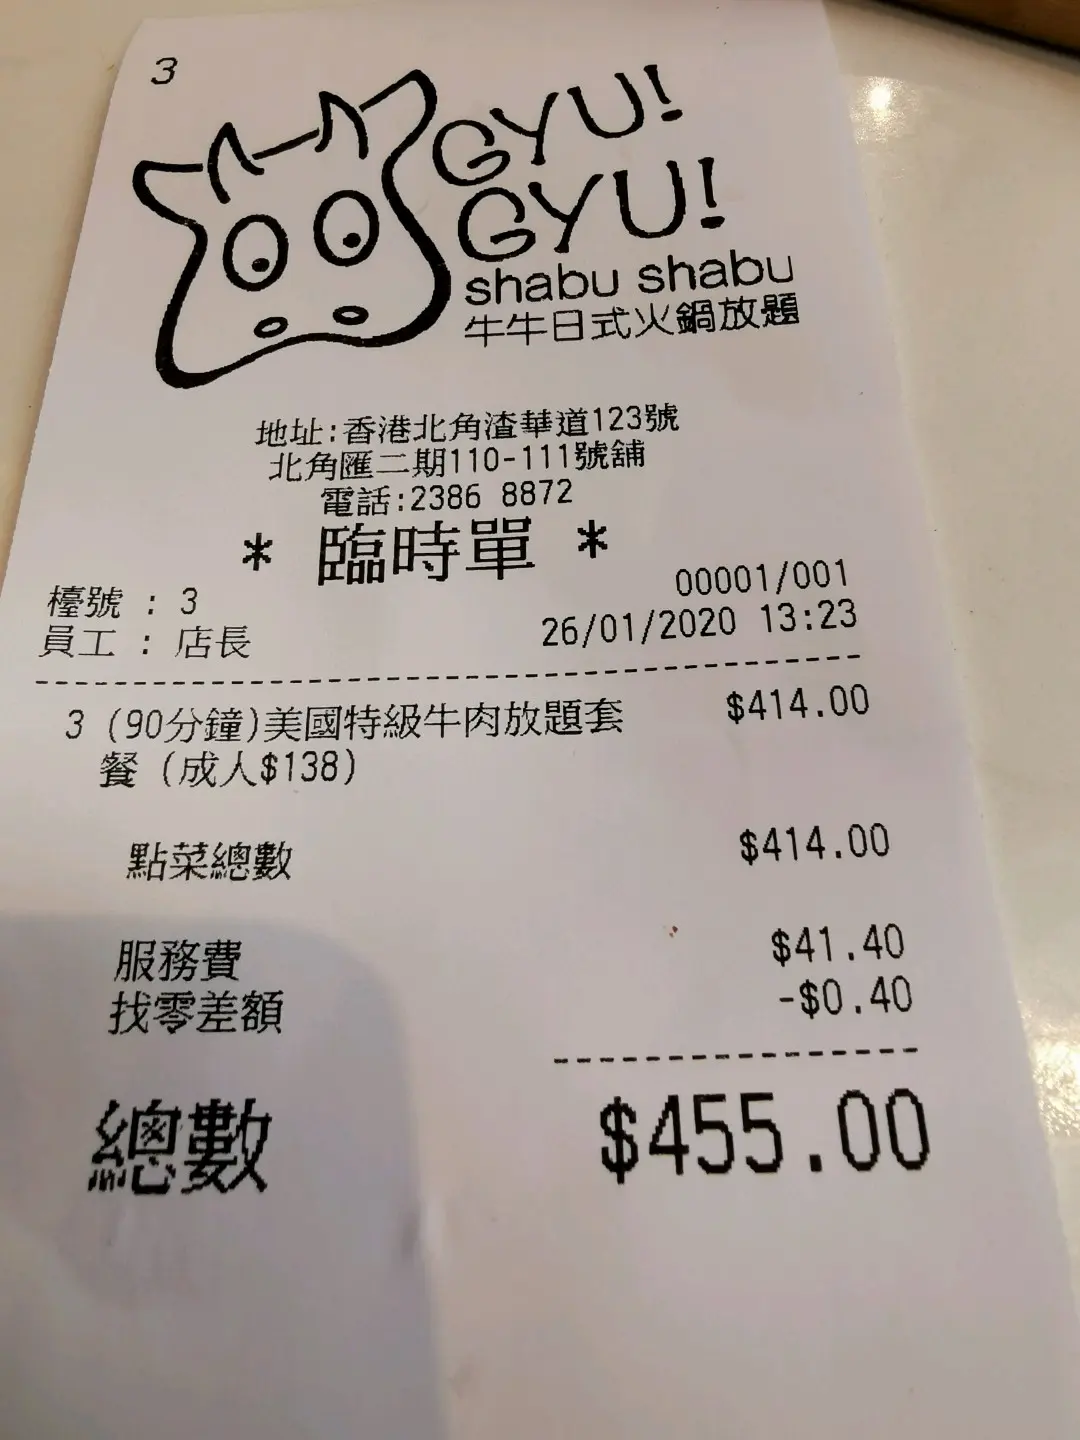 3
GYU!
GYU!
shabu shabu
牛牛日式火鍋放題
地址:香港北角渣華道123號
北角匯二期110-111號舖
電話:2386 8872
* 臨時單 *
00001/001
檯號 : 3
員工 : 店長 26/01/2020 13:23
3 (90分鐘)美國特級牛肉放題套 $414.00
餐 (成人$138)
點菜總數 $414.00
服務費 $41.40
找零差額 -$0.40
總數 $455.00